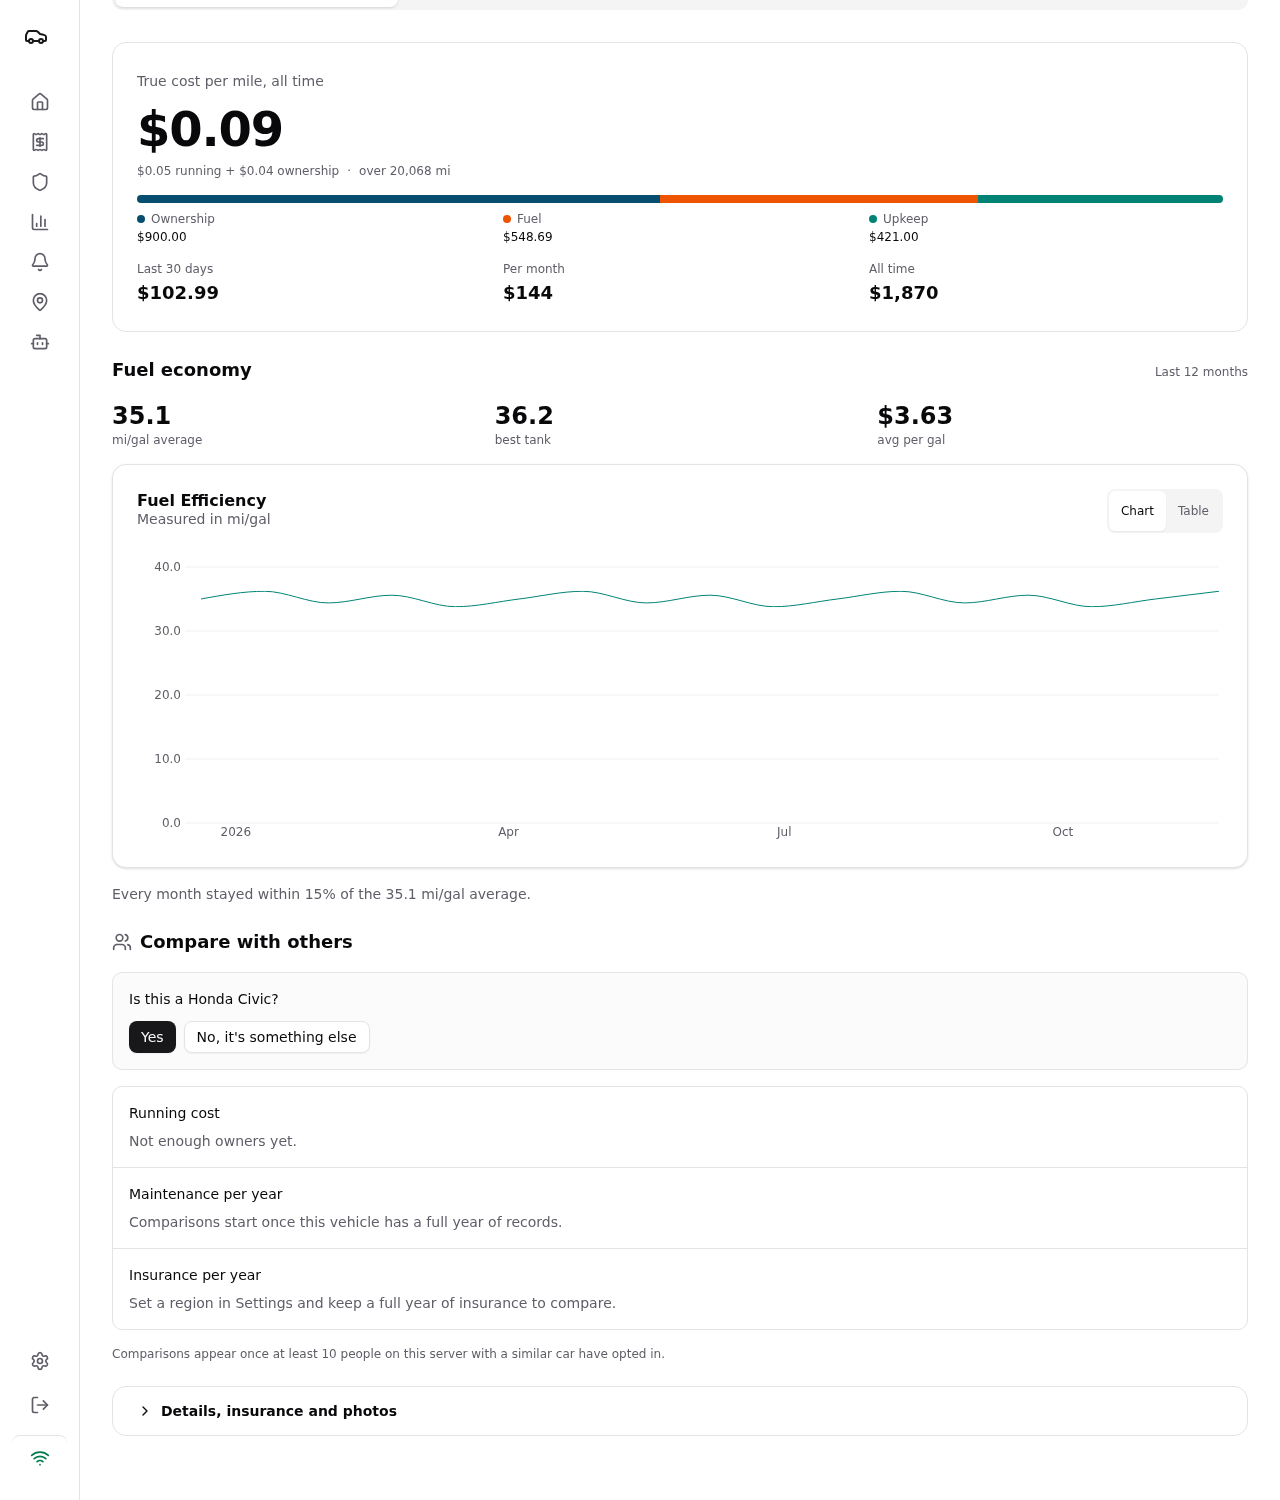 True cost per mile, all time
$0.09
$0.05 running + $0.04 ownership · over 20,068 mi
Ownership Fuel Upkeep
$900.00 $548.69 $421.00
Last 30 days Per month All time
$102.99 $144 $1,870
Fuel economy Last 12 months
35.1 36.2 $3.63
mi/gal average best tank avg per gal
Fuel Efficiency
Measured in mi/gal
Chart Table
40.0
30.0
20.0
10.0
0.0
2026 Apr Jul Oct
Every month stayed within 15% of the 35.1 mi/gal average.
Compare with others
Is this a Honda Civic?
Yes No, it's something else
Running cost
Not enough owners yet.
Maintenance per year
Comparisons start once this vehicle has a full year of records.
Insurance per year
Set a region in Settings and keep a full year of insurance to compare.
Comparisons appear once at least 10 people on this server with a similar car have opted in.
Details, insurance and photos